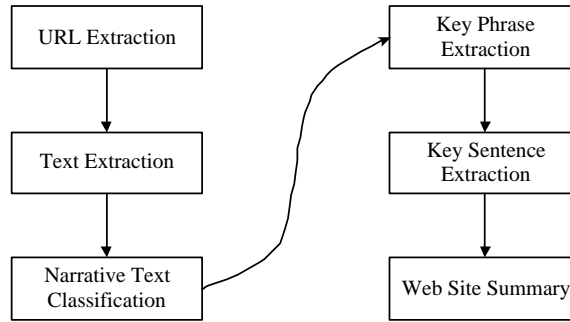 URL Extraction
Text Extraction
Narrative Text
Classification
Key Phrase
Extraction
Key Sentence
Extraction
Web Site Summary